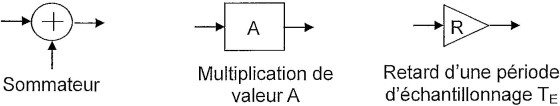 A
R
Sommateur
Multiplication de
valeur A
Retard d'une période
d'échantillonnage TE